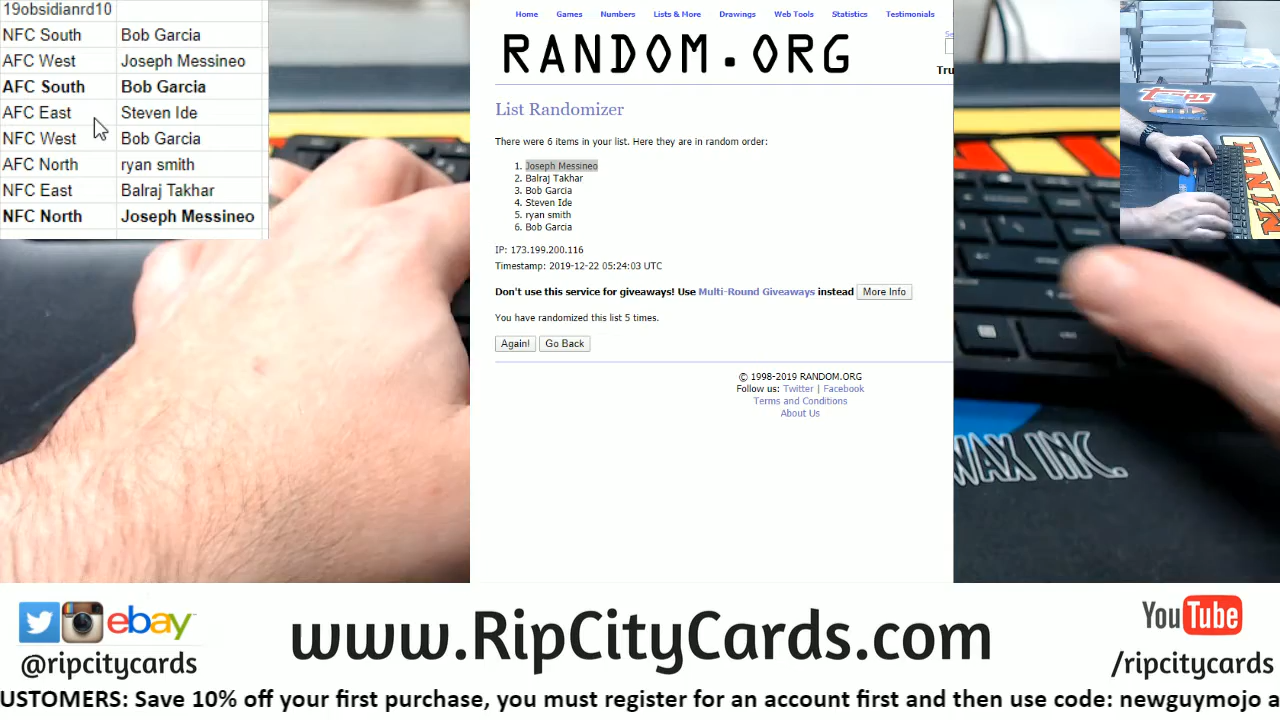 19obsidianrd10
NFC South Bob Garcia
AFC West Joseph Messineo
AFC South Bob Garcia
AFC East Steven Ide
NFC West Bob Garcia
AFC North ryan smith
NFC East Balraj Takhar
NFC North Joseph Messineo
Home Games Numbers Lists & More Drawings Web Tools Statistics Testimonials
RANDOM.ORG
Se
Tru
List Randomizer
There were 6 items in your list. Here they are in random order:
1. Joseph Messineo
2. Balraj Takhar
3. Bob Garcia
4. Steven Ide
5. ryan smith
6. Bob Garcia
IP: 173.199.200.116
Timestamp: 2019-12-22 05:24:03 UTC
Don't use this service for giveaways! Use Multi-Round Giveaways instead More Info
You have randomized this list 5 times.
Again! Go Back
© 1998-2019 RANDOM.ORG
Follow us: Twitter | Facebook
Terms and Conditions
About Us
Topps
PANIN
WAX INC.
ebay
@ripcitycards
www.RipCityCards.com
YouTube
/ripcitycards
USTOMERS: Save 10% off your first purchase, you must register for an account first and then use code: newguymojo a